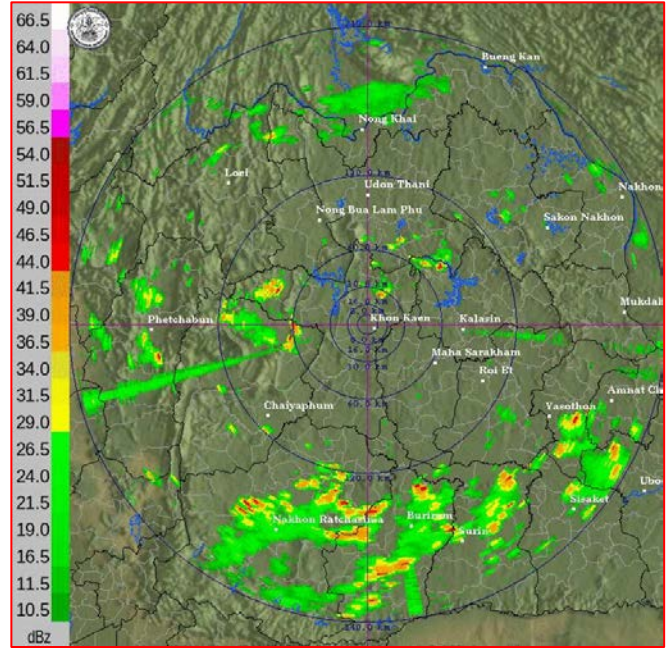 66.5
64.0
61.5
59.0
56.5
54.0
51.5
49.0
46.5
44.0
41.5
39.0
36.5
34.0
31.5
29.0
26.5
24.0
21.5
19.0
16.5
11.5
10.5
dBz
Bueng Kan
Nong Khai
Loei
Udon Thani
Nakhon
Nong Bua Lam Phu
Sakon Nakhon
Mukdah
Phetchabun
Khon Kaen
Kalasin
Maha Sarakham
Roi Et
Amnat Ch
Chaiyaphum
Yasothon
Ubo
Sisaket
Nakhon Ratchasima
Buriram
Surin